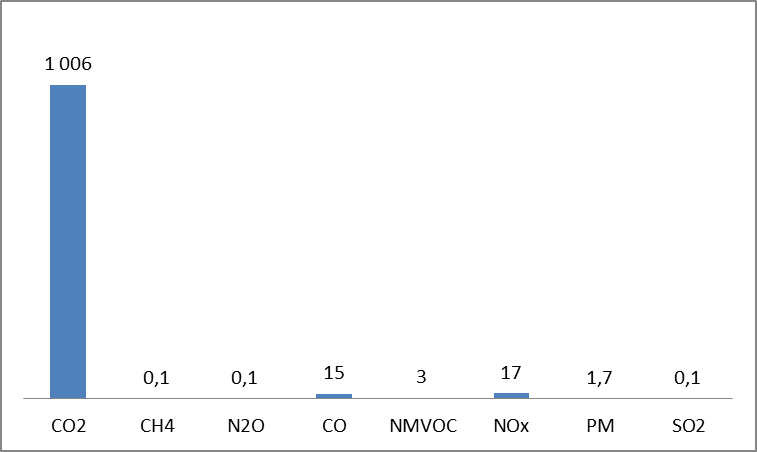 1 006
0,1
0,1
15
3
17
1,7
0,1
CO2
CH4
N2O
CO
NMVOC
NOx
PM
SO2